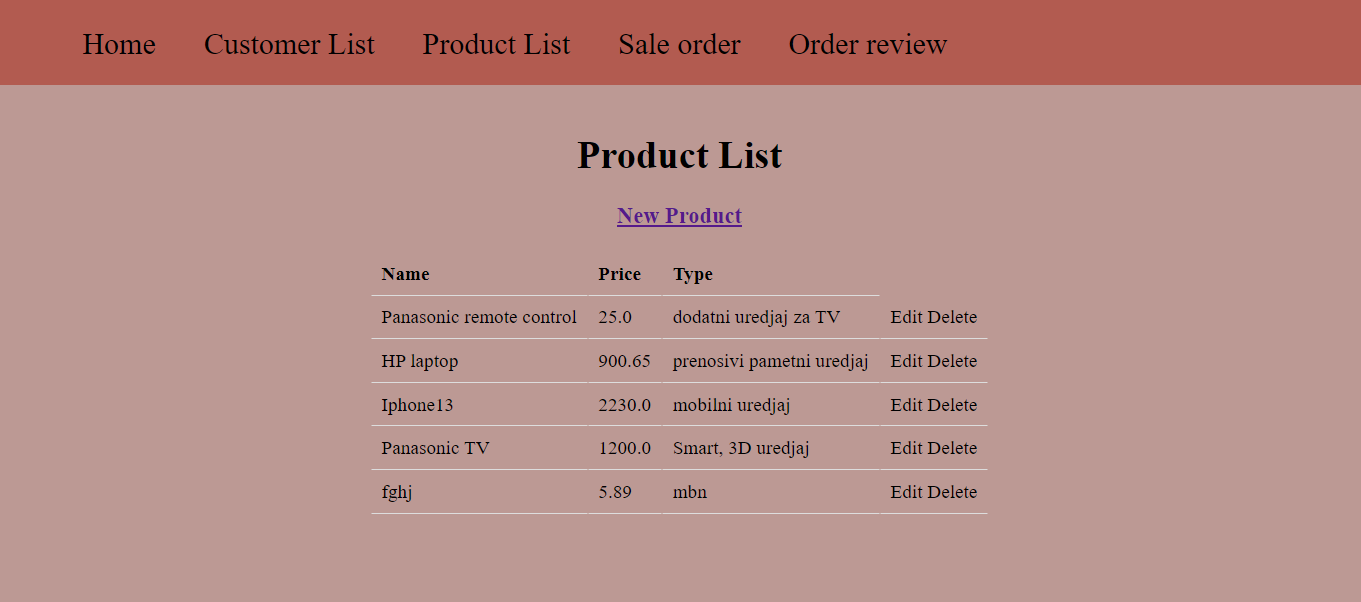 Home Customer List Product List Sale order Order review
Product List
New Product
Name Price Type
Panasonic remote control 25.0 dodatni uredjaj za TV Edit Delete
HP laptop 900.65 prenosivi pametni uredjaj Edit Delete
Iphone13 2230.0 mobilni uredjaj Edit Delete
Panasonic TV 1200.0 Smart, 3D uredjaj Edit Delete
fghj 5.89 mbn Edit Delete